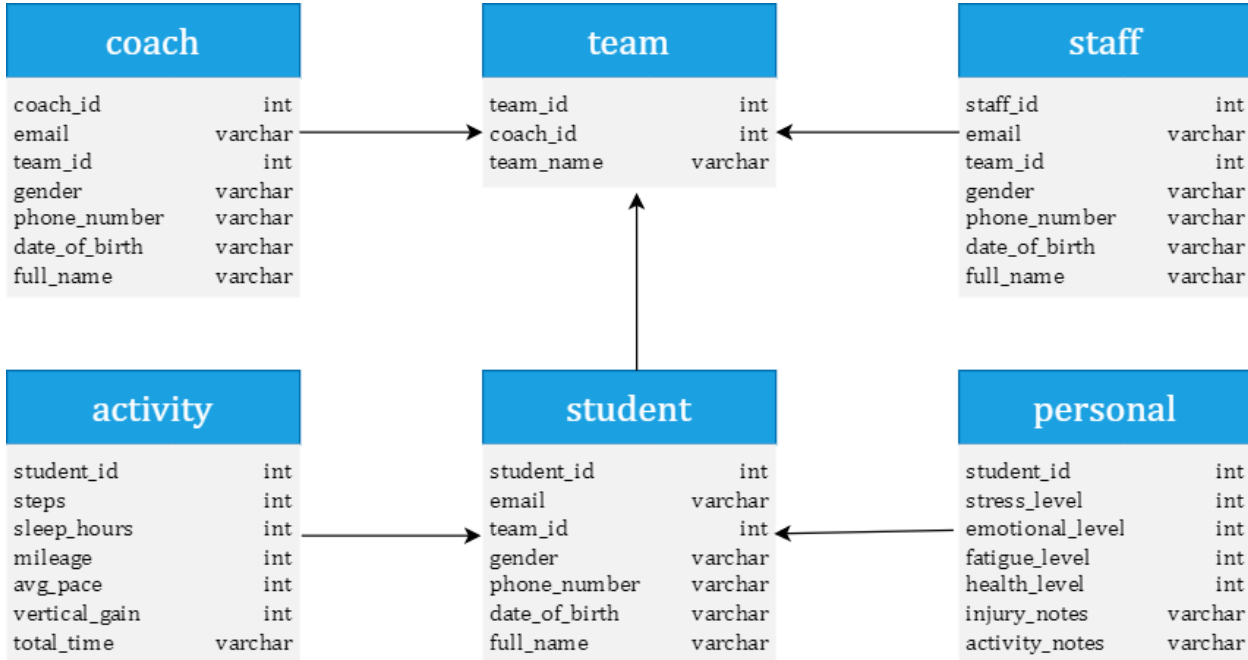 coach
coach_id int
email varchar
team_id int
gender varchar
phone_number varchar
date_of_birth varchar
full_name varchar
team
team_id int
coach_id int
team_name varchar
staff
staff_id int
email varchar
team_id int
gender varchar
phone_number varchar
date_of_birth varchar
full_name varchar
activity
student_id int
steps int
sleep_hours int
mileage int
avg_pace int
vertical_gain int
total_time varchar
student
student_id int
email varchar
team_id int
gender varchar
phone_number varchar
date_of_birth varchar
full_name varchar
personal
student_id int
stress_level int
emotional_level int
fatigue_level int
health_level int
injury_notes varchar
activity_notes varchar